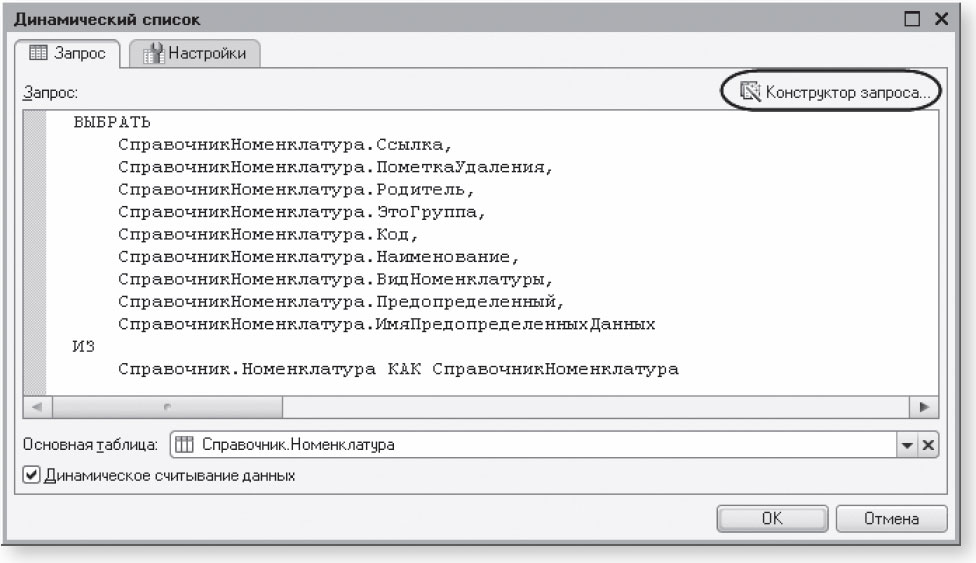 Динамический список
Запрос
Настройки
Запрос:
Конструктор запроса...
ВЫБРАТЬ
СправочникНоменклатура.Ссылка,
СправочникНоменклатура.ПометкаУдаления,
СправочникНоменклатура.Родитель,
СправочникНоменклатура.ЭтоГруппа,
СправочникНоменклатура.Код,
СправочникНоменклатура.Наименование,
СправочникНоменклатура.ВидНоменклатуры,
СправочникНоменклатура.Предопределенный,
СправочникНоменклатура.ИмяПредопределенныхДанных
ИЗ
Справочник.Номенклатура КАК СправочникНоменклатура
Основная таблица: Справочник.Номенклатура
Динамическое считывание данных
ОК
Отмена